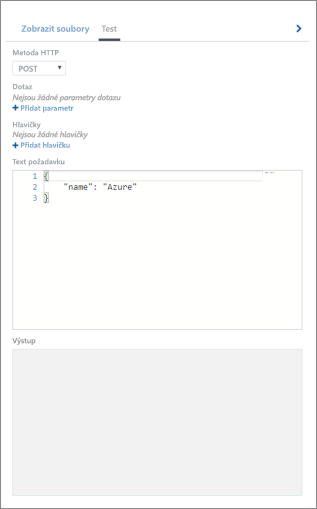 Zobrazit soubory Test
Metoda HTTP
POST
Dotaz
Nejsou žádné parametry dotazu
Přidat parametr
Hlavičky
Nejsou žádné hlavičky
Přidat hlavičku
Text požadavku
1 {
2 "name": "Azure"
3 }
Výstup